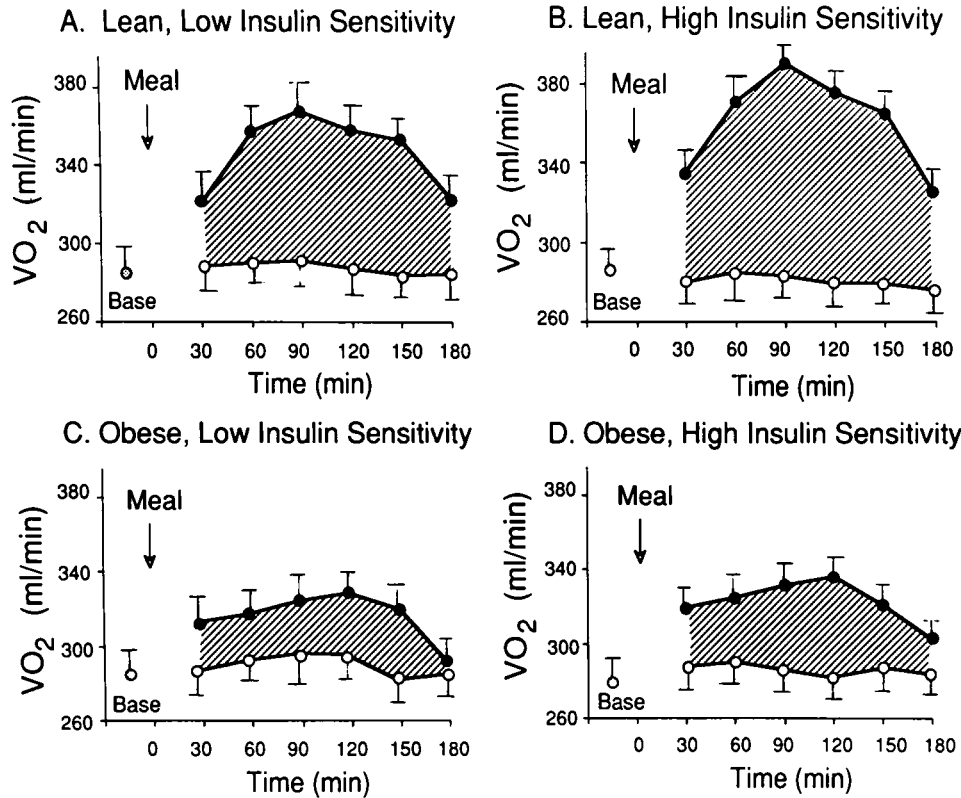 A. Lean, Low Insulin Sensitivity
VO2 (ml/min)
380
340
300
260
Meal
Base
0 30 60 90 120 150 180
Time (min)
B. Lean, High Insulin Sensitivity
VO2 (ml/min)
380
340
300
260
Meal
Base
0 30 60 90 120 150 180
Time (min)
C. Obese, Low Insulin Sensitivity
VO2 (ml/min)
380
340
300
260
Meal
Base
0 30 60 90 120 150 180
Time (min)
D. Obese, High Insulin Sensitivity
VO2 (ml/min)
380
340
300
260
Meal
Base
0 30 60 90 120 150 180
Time (min)